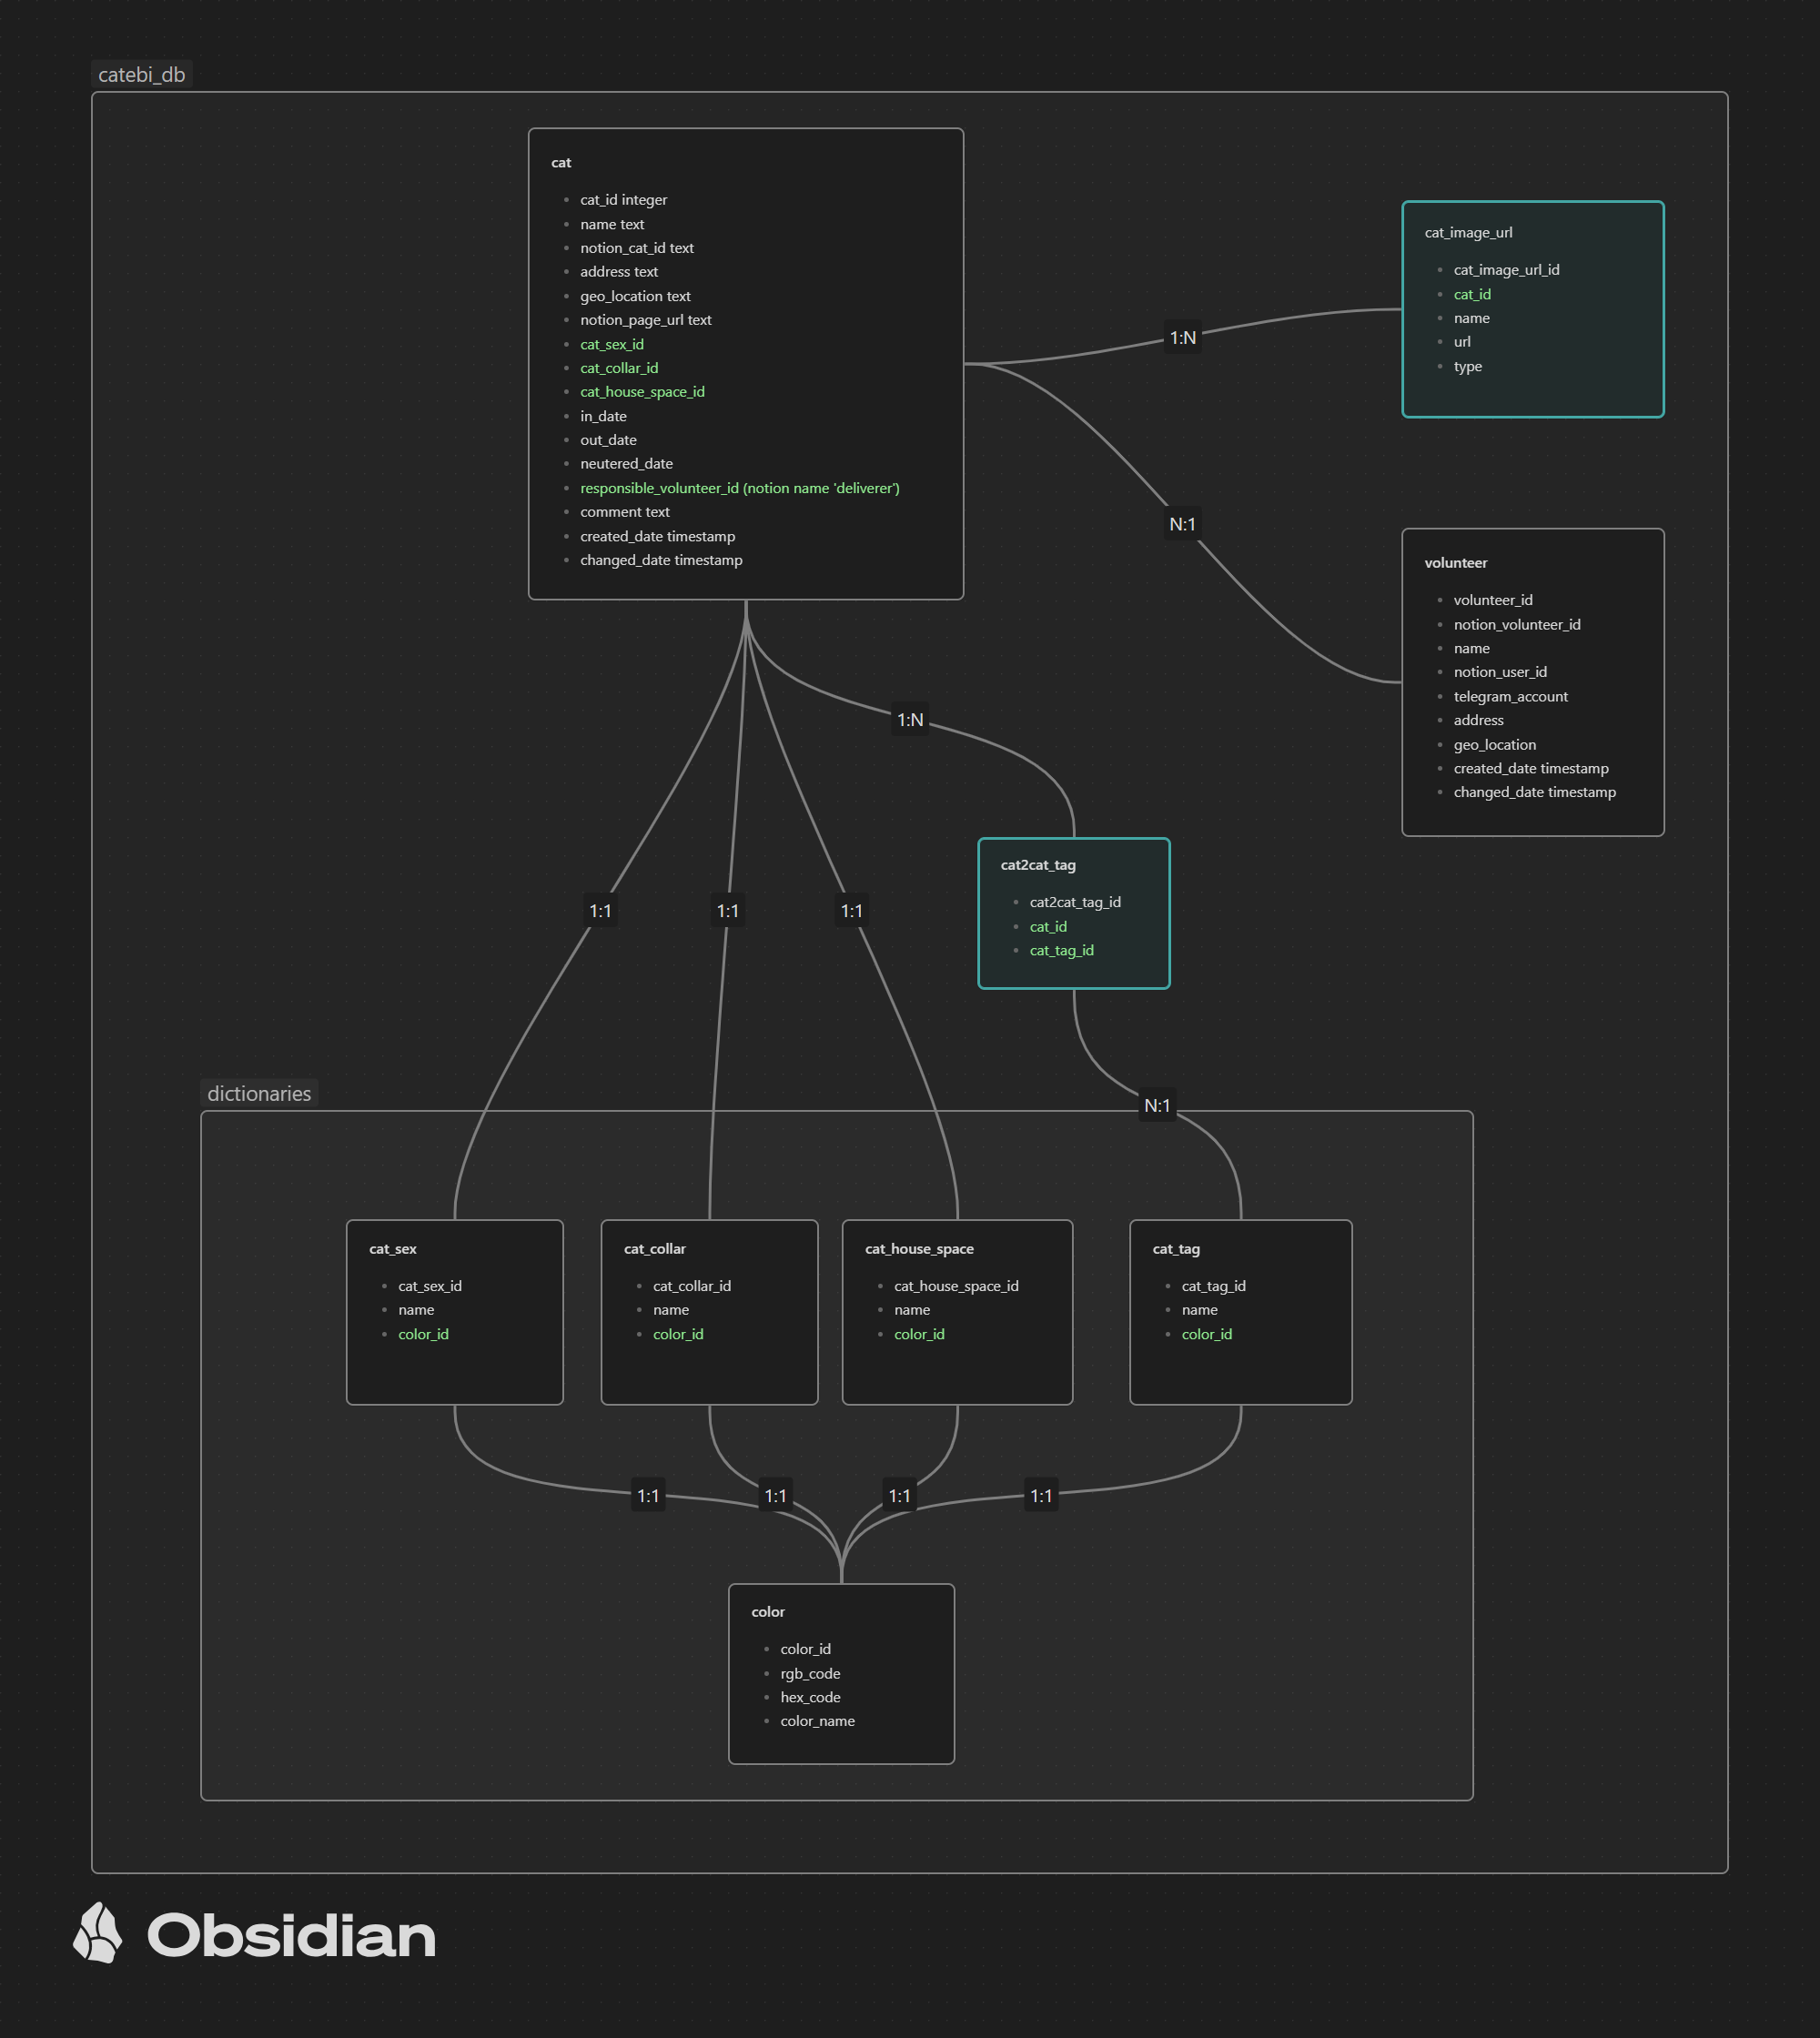 catebi_db
cat
cat_id integer
name text
notion_cat_id text
address text
geo_location text
notion_page_url text
cat_sex_id
cat_collar_id
cat_house_space_id
in_date
out_date
neutered_date
responsible_volunteer_id (notion name 'deliverer')
comment text
created_date timestamp
changed_date timestamp
cat_image_url
cat_image_url_id
cat_id
name
url
type
1:N
N:1
volunteer
volunteer_id
notion_volunteer_id
name
notion_user_id
telegram_account
address
geo_location
created_date timestamp
changed_date timestamp
1:N
1:1
1:1
1:1
cat2cat_tag
cat2cat_tag_id
cat_id
cat_tag_id
dictionaries
N:1
cat_sex
cat_sex_id
name
color_id
cat_collar
cat_collar_id
name
color_id
cat_house_space
cat_house_space_id
name
color_id
cat_tag
cat_tag_id
name
color_id
1:1
1:1
1:1
1:1
color
color_id
rgb_code
hex_code
color_name
Obsidian